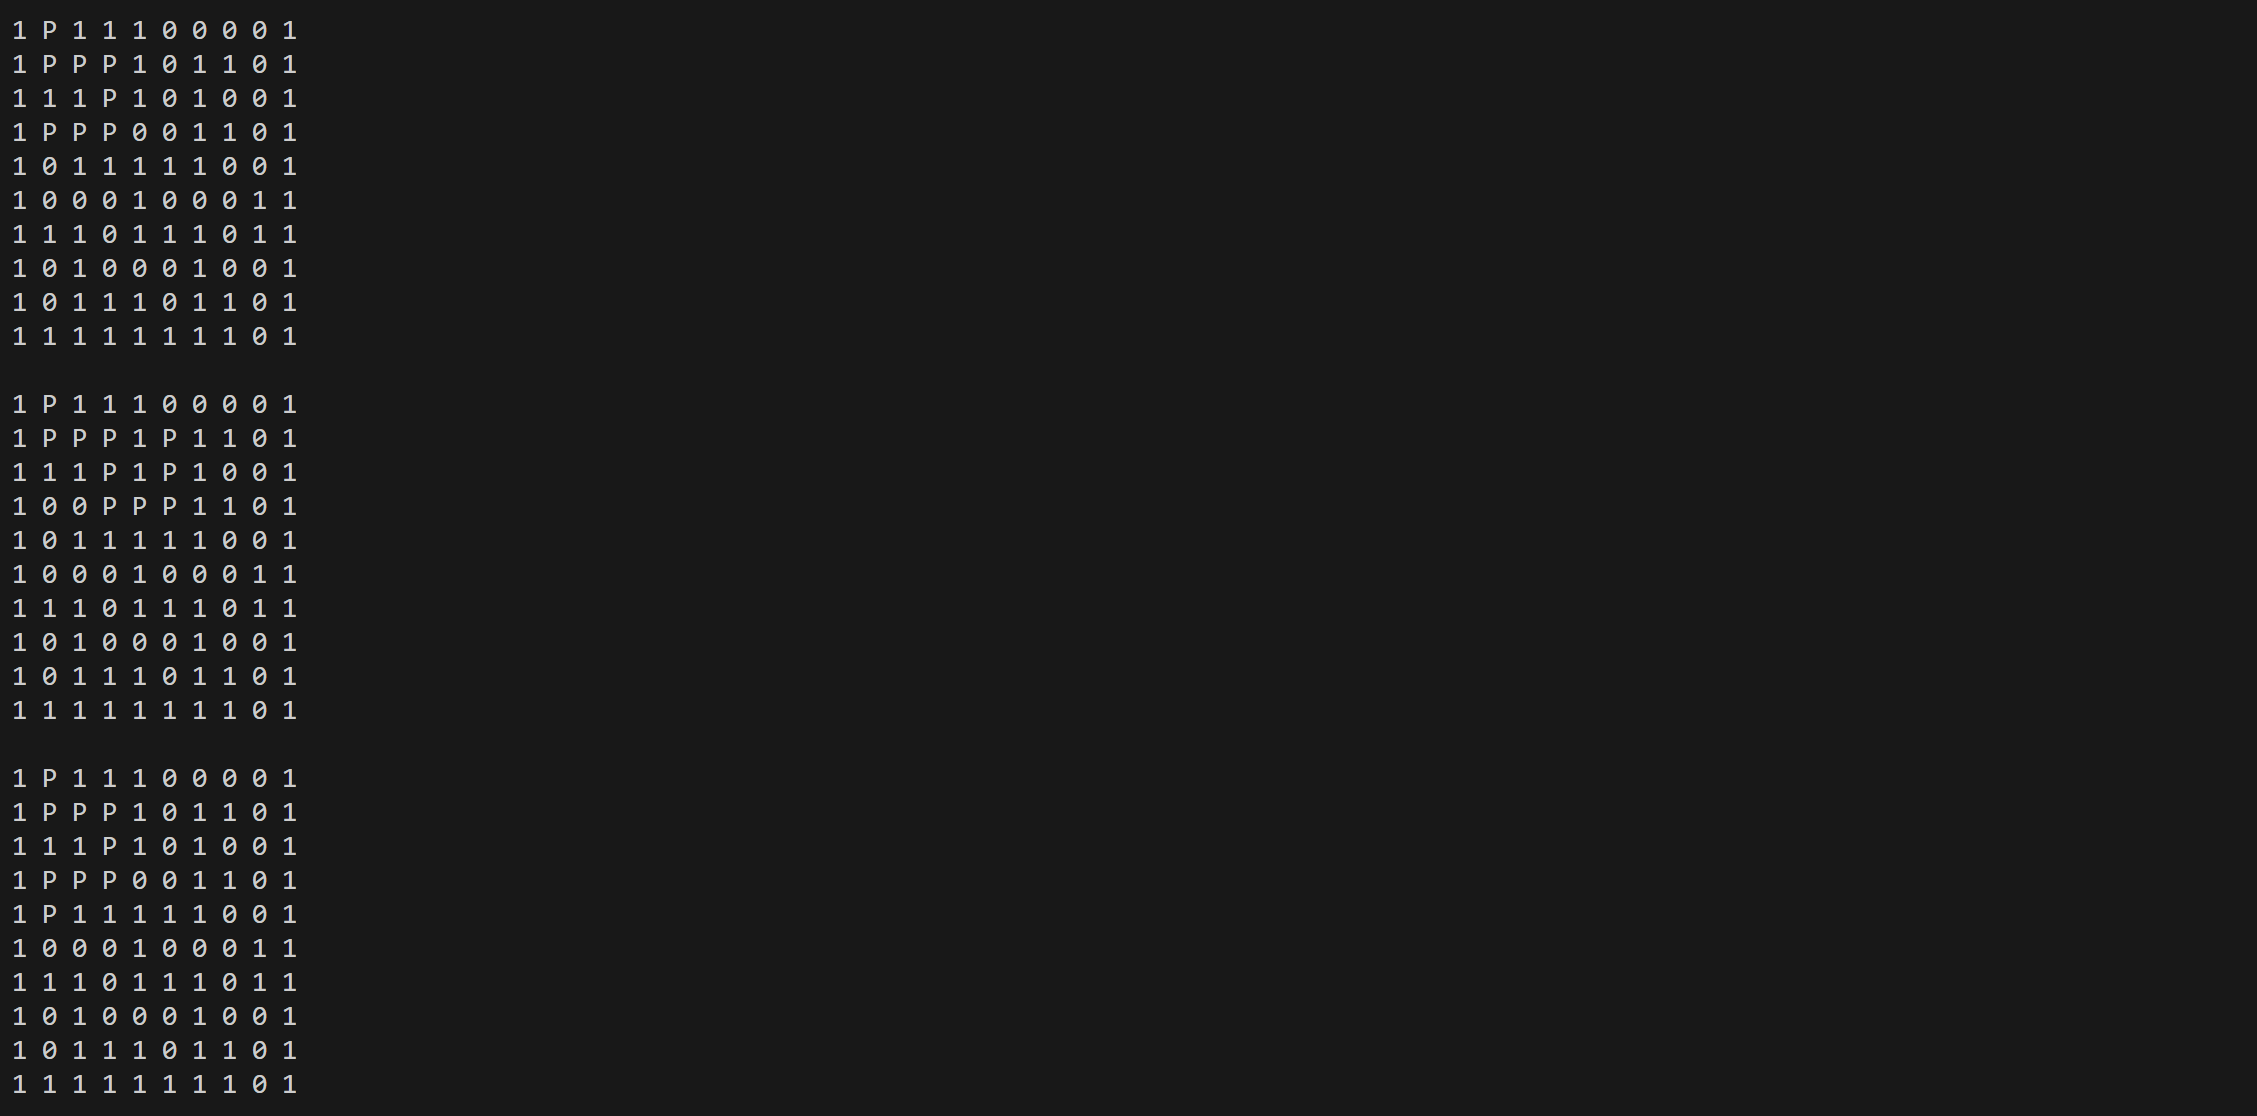 1 P 1 1 1 0 0 0 0 1
1 P P P 1 0 1 1 0 1
1 1 1 P 1 0 1 0 0 1
1 P P P 0 0 1 1 0 1
1 0 1 1 1 1 1 0 0 1
1 0 0 0 1 0 0 0 1 1
1 1 1 0 1 1 1 0 1 1
1 0 1 0 0 0 1 0 0 1
1 0 1 1 1 0 1 1 0 1
1 1 1 1 1 1 1 1 0 1

1 P 1 1 1 0 0 0 0 1
1 P P P 1 P 1 1 0 1
1 1 1 P 1 P 1 0 0 1
1 0 0 P P P 1 1 0 1
1 0 1 1 1 1 1 0 0 1
1 0 0 0 1 0 0 0 1 1
1 1 1 0 1 1 1 0 1 1
1 0 1 0 0 0 1 0 0 1
1 0 1 1 1 0 1 1 0 1
1 1 1 1 1 1 1 1 0 1

1 P 1 1 1 0 0 0 0 1
1 P P P 1 0 1 1 0 1
1 1 1 P 1 0 1 0 0 1
1 P P P 0 0 1 1 0 1
1 P 1 1 1 1 1 0 0 1
1 0 0 0 1 0 0 0 1 1
1 1 1 0 1 1 1 0 1 1
1 0 1 0 0 0 1 0 0 1
1 0 1 1 1 0 1 1 0 1
1 1 1 1 1 1 1 1 0 1